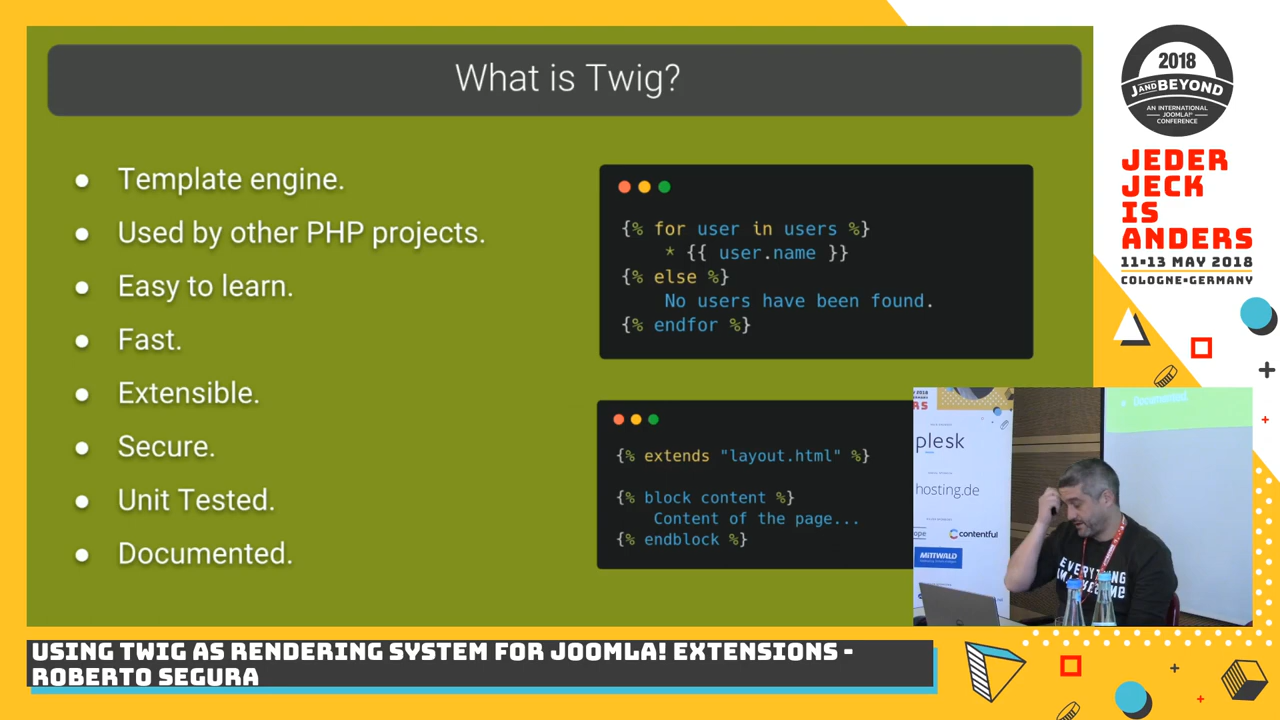 What is Twig?
Template engine.
Used by other PHP projects.
Easy to learn.
Fast.
Extensible.
Secure.
Unit Tested.
Documented.
{% for user in users %}
* {{ user.name }}
{% else %}
No users have been found.
{% endfor %}
{% extends "layout.html" %}
{% block content %}
Content of the page...
{% endblock %}
2018
J AND BEYOND
AN INTERNATIONAL
JOOMLA!
CONFERENCE
JEDER
JECK
IS
ANDERS
11-13 MAY 2018
COLOGNE•GERMANY
Documented.
plesk
hosting.de
contentful
MITTWALD
EVERYTHING
USING TWIG AS RENDERING SYSTEM FOR JOOMLA! EXTENSIONS -
ROBERTO SEGURA